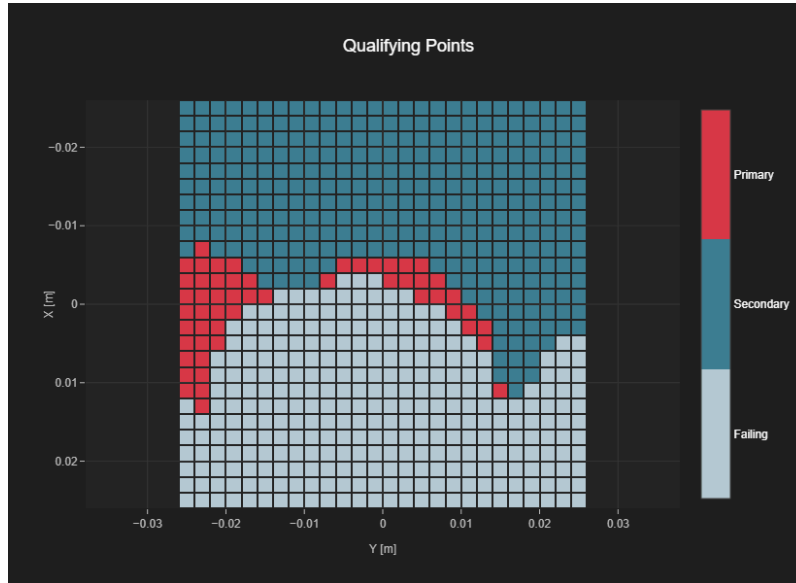 Qualifying Points
−0.02
−0.01
0
0.01
0.02
X [m]
−0.03
−0.02
−0.01
0
0.01
0.02
0.03
Y [m]
Primary
Secondary
Failing